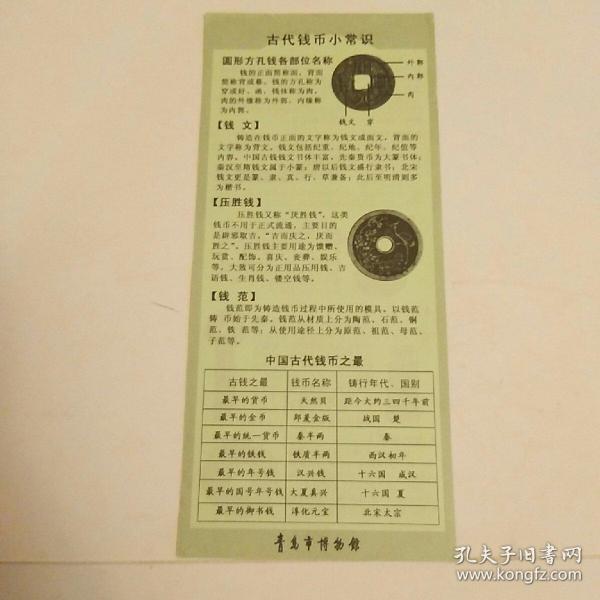 古代钱币小常识
圆形方孔钱各部位名称
钱的正面简称面，背面
简称背或幕，钱的方孔称为
穿或好、函，钱体称为肉，
肉的外缘称为外郭，内缘称
为内郭。
外郭
内郭
肉
钱文 穿
【钱 文】
铸造在钱币正面的文字称为钱文或面文，背面的
文字称为背文。钱文包括纪重、纪地、纪年、纪值等
内容。中国古钱钱文书体丰富，先秦货币为大篆书体；
秦汉至隋钱文属于小篆；唐以后钱文盛行隶书；北宋
钱文更是篆、隶、真、行、草兼备；此后至明清则多
为楷书。
【压胜钱】
压胜钱又称“厌胜钱”，这类
钱币不用于正式流通，主要目的
是辟邪取吉，“吉而庆之，厌而
胜之”。压胜钱主要用途为馈赠、
玩赏、配饰、喜庆、丧葬、娱乐
等，大致可分为正用品压用钱、吉
语钱、生肖钱、镂空钱等。
【钱 范】
钱范即为铸造钱币过程中所使用的模具，以钱范
铸 币始于先秦。钱范从材质上分为陶范、石范、铜
范、铁 范等；从使用途径上分为原范、祖范、母范、
子范等。
中国古代钱币之最
古钱之最 钱币名称 铸行年代、国别
最早的货币 天然贝 距今大约三四千年前
最早的金币 郢爰金版 战国 楚
最早的统一货币 秦半两 秦
最早的铁钱 铁质半两 西汉初年
最早的年号钱 汉兴钱 十六国 成汉
最早的国号年号钱 大夏真兴 十六国 夏
最早的御书钱 淳化元宝 北宋太宗
青岛市博物馆
孔夫子旧书网
www.kongfz.com